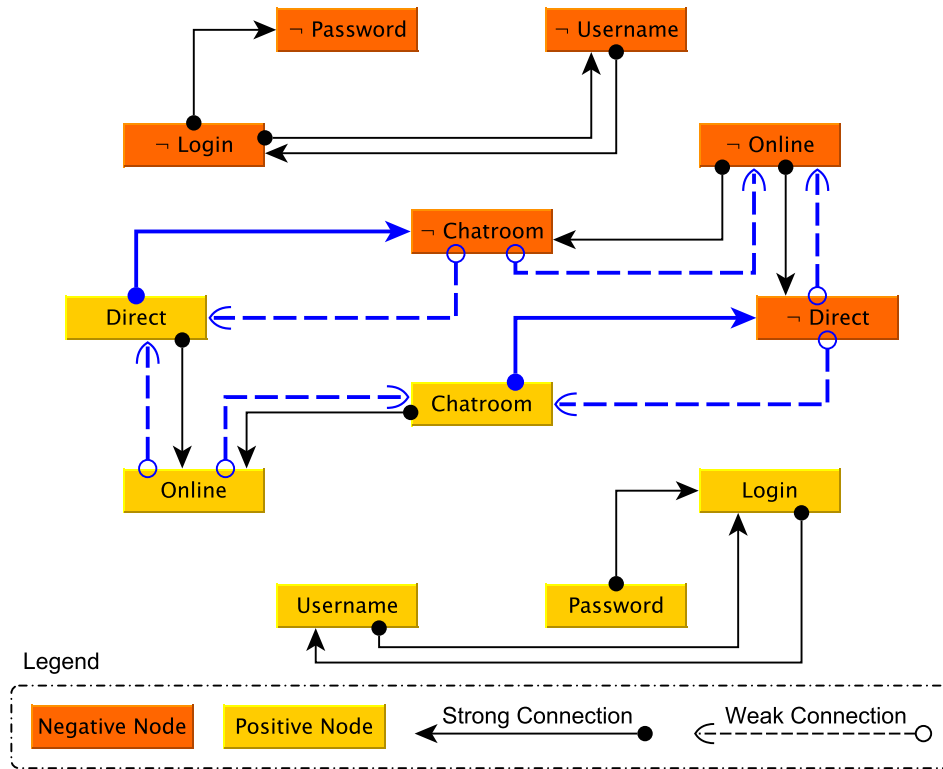 ¬ Password
¬ Username
¬ Login
¬ Online
¬ Chatroom
Direct
¬ Direct
Chatroom
Online
Login
Username
Password
Legend
Negative Node
Positive Node
Strong Connection
Weak Connection